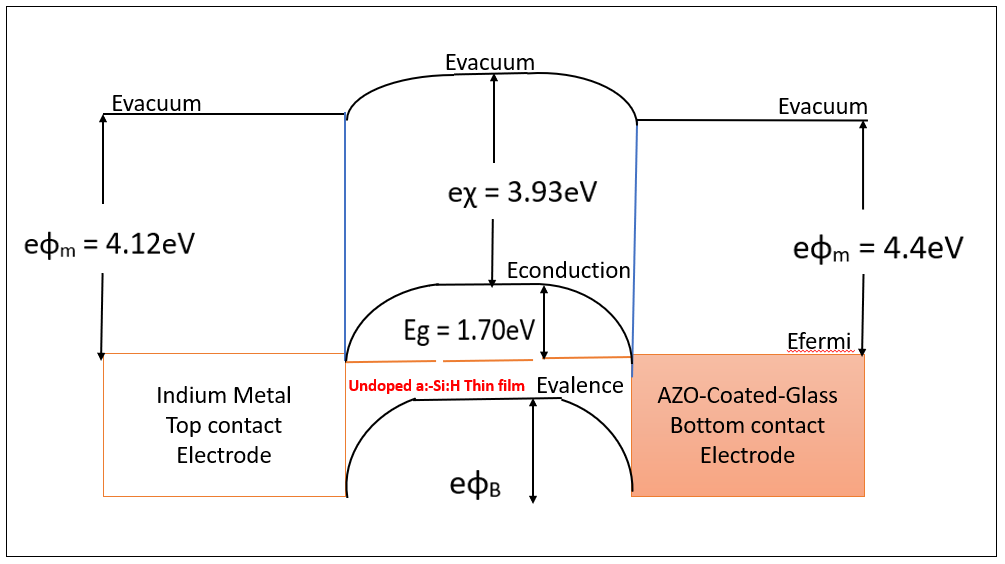 Evacuum
Evacuum
Evacuum
eχ = 3.93eV
eϕm = 4.12eV
eϕm = 4.4eV
Econduction
Eg = 1.70eV
Efermi
Undoped a:-Si:H Thin film
Evalence
Indium Metal
Top contact
Electrode
AZO-Coated-Glass
Bottom contact
Electrode
eϕB